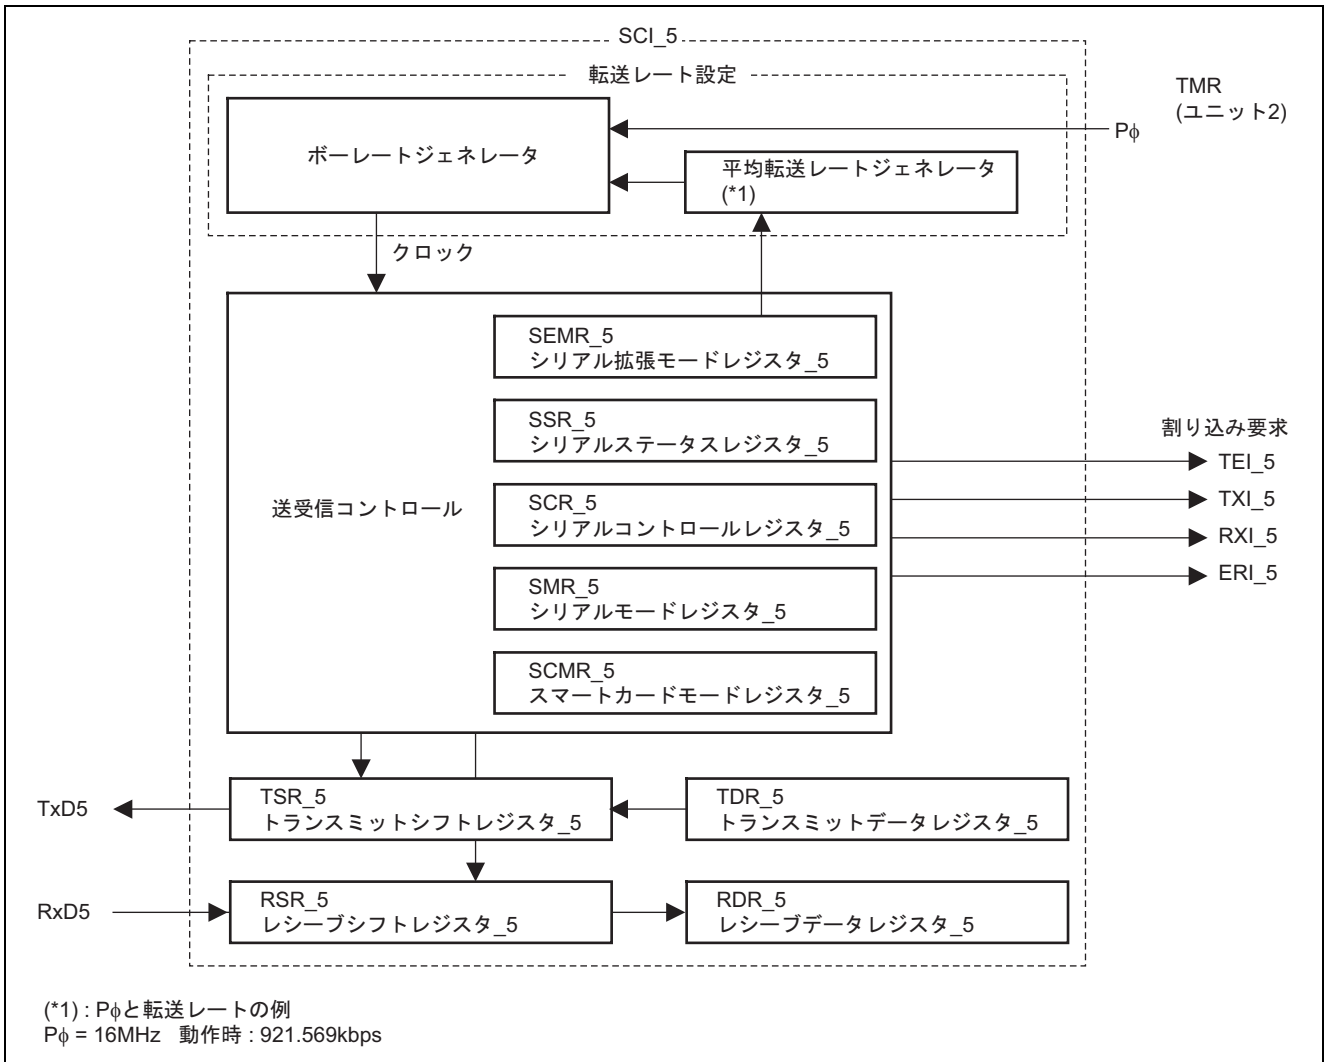 SCI_5
転送レート設定
TMR
(ユニット2)
Pφ
ボーレートジェネレータ
平均転送レートジェネレータ
(*1)
クロック
SEMR_5
シリアル拡張モードレジスタ_5
SSR_5
シリアルステータスレジスタ_5
割り込み要求
TEI_5
TXI_5
RXI_5
ERI_5
送受信コントロール
SCR_5
シリアルコントロールレジスタ_5
SMR_5
シリアルモードレジスタ_5
SCMR_5
スマートカードモードレジスタ_5
TxD5
TSR_5
トランスミットシフトレジスタ_5
TDR_5
トランスミットデータレジスタ_5
RxD5
RSR_5
レシーブシフトレジスタ_5
RDR_5
レシーブデータレジスタ_5
(*1) : Pφと転送レートの例
Pφ = 16MHz 動作時 : 921.569kbps